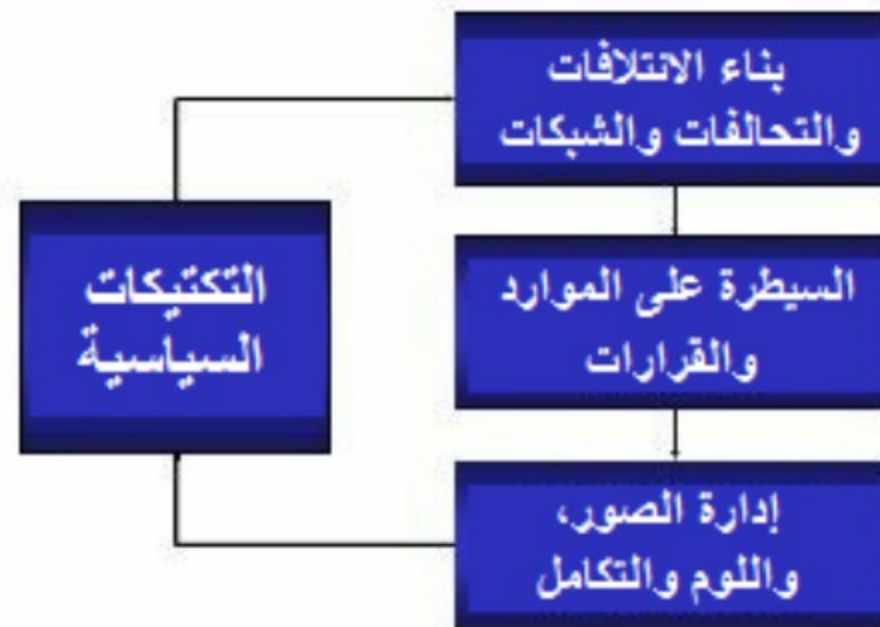 بناء الائتلافات
والتحالفات والشبكات
التكتيكات
السياسية
السيطرة على الموارد
والقرارات
إدارة الصور،
واللوم والتكامل